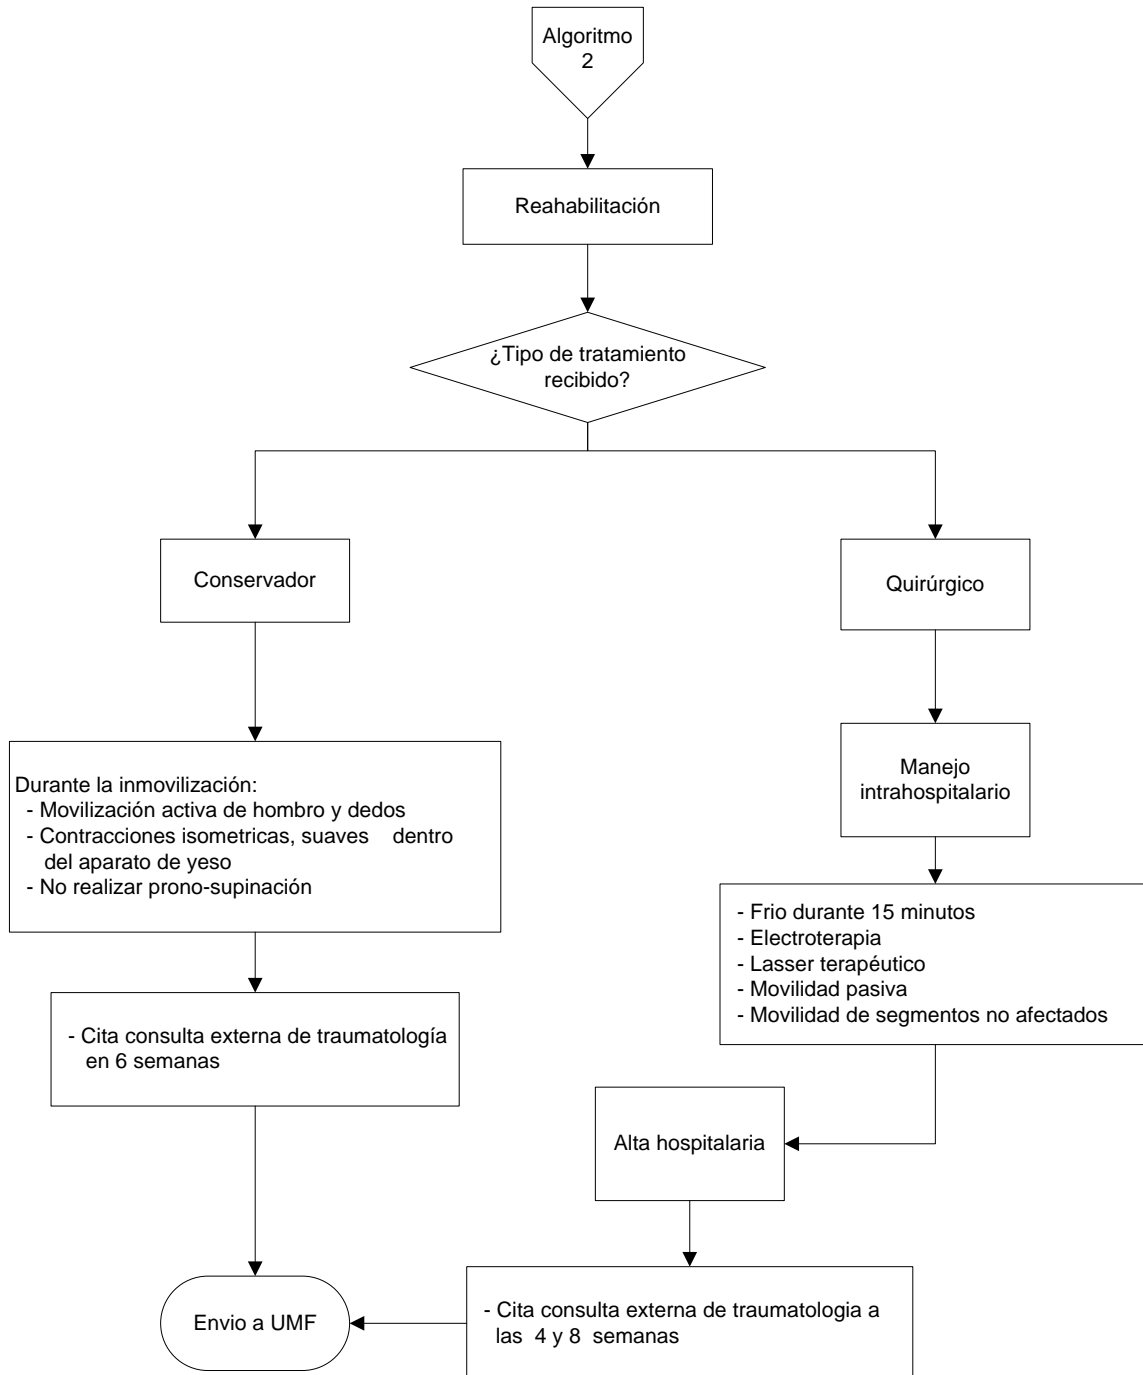 Algoritmo
2
Reahabilitación
¿Tipo de tratamiento
recibido?
Conservador
Quirúrgico
Durante la inmovilización:
- Movilización activa de hombro y dedos
- Contracciones isometricas, suaves dentro
del aparato de yeso
- No realizar prono-supinación
Manejo
intrahospitalario
- Frio durante 15 minutos
- Electroterapia
- Lasser terapéutico
- Movilidad pasiva
- Movilidad de segmentos no afectados
- Cita consulta externa de traumatología
en 6 semanas
Alta hospitalaria
- Cita consulta externa de traumatologia a
las 4 y 8 semanas
Envio a UMF